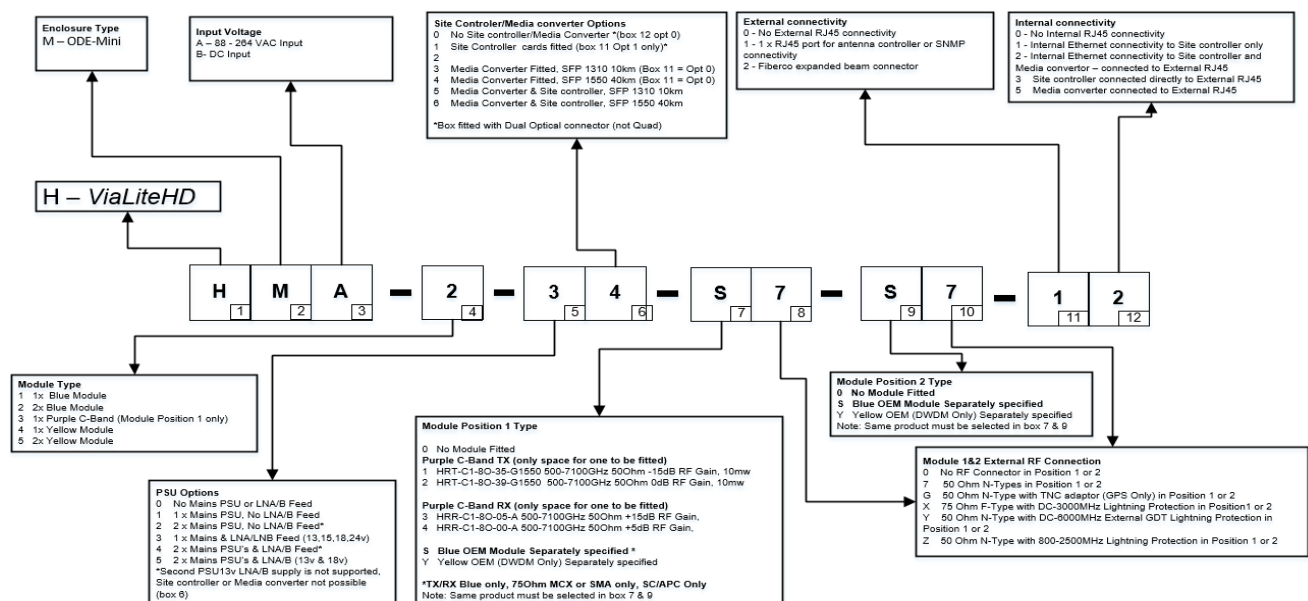 Enclosure Type
M – ODE-Mini
Input Voltage
A – 88 - 264 VAC Input
B- DC Input
Site Controler/Media converter Options
0 No Site controller/Media Converter *(box 12 opt 0)
1 Site Controller cards fitted (box 11 Opt 1 only)*
2
3 Media Converter Fitted, SFP 1310 10km (Box 11 = Opt 0)
4 Media Converter Fitted, SFP 1550 40km (Box 11 = Opt 0)
5 Media Converter & Site controller, SFP 1310 10km
6 Media Converter & Site controller, SFP 1550 40km
*Box fitted with Dual Optical connector (not Quad)
External connectivity
0 - No External RJ45 connectivity
1 - 1 x RJ45 port for antenna controller or SNMP
connectivity
2 - Fiberco expanded beam connector
Internal connectivity
0 - No Internal RJ45 connectivity
1 - Internal Ethernet connectivity to Site controller only
2 - Internal Ethernet connectivity to Site controller and
Media convertor – connected to External RJ45
3 Site controller connected directly to External RJ45
5 Media converter connected to External RJ45
H – ViaLiteHD
H M A – 2 – 3 4 – S 7 – S 7 – 1 2
1 2 3 4 5 6 7 8 9 10 11 12
Module Type
1 1x Blue Module
2 2x Blue Module
3 1x Purple C-Band (Module Position 1 only)
4 1x Yellow Module
5 2x Yellow Module
PSU Options
0 No Mains PSU or LNA/B Feed
1 1 x Mains PSU, No LNA/B Feed
2 2 x Mains PSU, No LNA/B Feed*
3 1 x Mains & LNA/LNB Feed (13,15,18,24v)
4 2 x Mains PSU's & LNA/B Feed*
5 2 x Mains PSU's & LNA/B (13v & 18v)
*Second PSU13v LNA/B supply is not supported,
Site controller or Media converter not possible
(box 6)
Module Position 1 Type
0 No Module Fitted
Purple C-Band TX (only space for one to be fitted)
1 HRT-C1-8O-35-G1550 500-7100GHz 50Ohm -15dB RF Gain, 10mw
2 HRT-C1-8O-39-G1550 500-7100GHz 50Ohm 0dB RF Gain, 10mw
Purple C-Band RX (only space for one to be fitted)
3 HRR-C1-8O-05-A 500-7100GHz 50Ohm +15dB RF Gain,
4 HRR-C1-8O-00-A 500-7100GHz 50Ohm +5dB RF Gain,
S Blue OEM Module Separately specified *
Y Yellow OEM (DWDM Only) Separately specified
*TX/RX Blue only, 75Ohm MCX or SMA only, SC/APC Only
Note: Same product must be selected in box 7 & 9
Module Position 2 Type
0 No Module Fitted
S Blue OEM Module Separately specified
Y Yellow OEM (DWDM Only) Separately specified
Note: Same product must be selected in box 7 & 9
Module 1&2 External RF Connection
0 No RF Connector in Position 1 or 2
7 50 Ohm N-Types in Position 1 or 2
G 50 Ohm N-Type with TNC adaptor (GPS Only) in Position 1 or 2
X 75 Ohm F-Type with DC-3000MHz Lightning Protection in Position1 or 2
Y 50 Ohm N-Type with DC-6000MHz External GDT Lightning Protection in
Position 1 or 2
Z 50 Ohm N-Type with 800-2500MHz Lightning Protection in Position 1 or 2